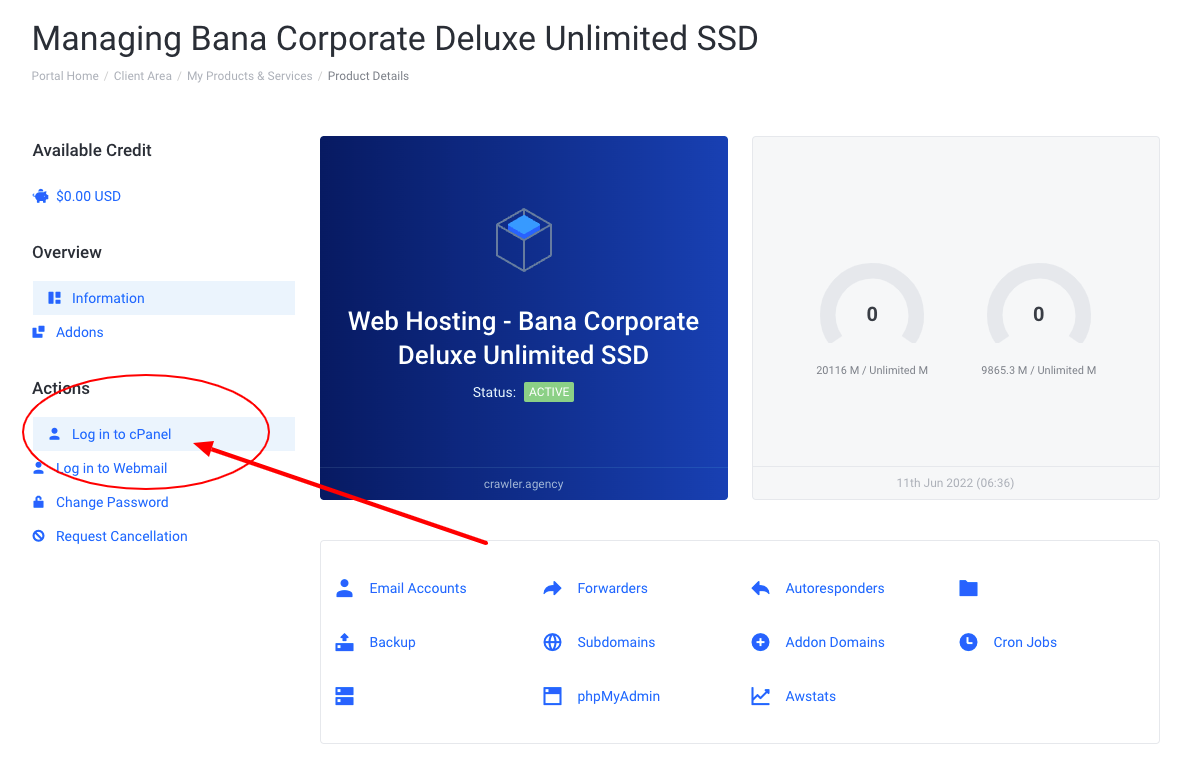 Managing Bana Corporate Deluxe Unlimited SSD
Portal Home / Client Area / My Products & Services / Product Details
Available Credit
$0.00 USD
Overview
Information
Addons
Actions
Log in to cPanel
Log in to Webmail
Change Password
Request Cancellation
Web Hosting - Bana Corporate
Deluxe Unlimited SSD
Status: ACTIVE
crawler.agency
0
20116 M / Unlimited M
0
9865.3 M / Unlimited M
11th Jun 2022 (06:36)
Email Accounts
Forwarders
Autoresponders
Backup
Subdomains
Addon Domains
Cron Jobs
phpMyAdmin
Awstats